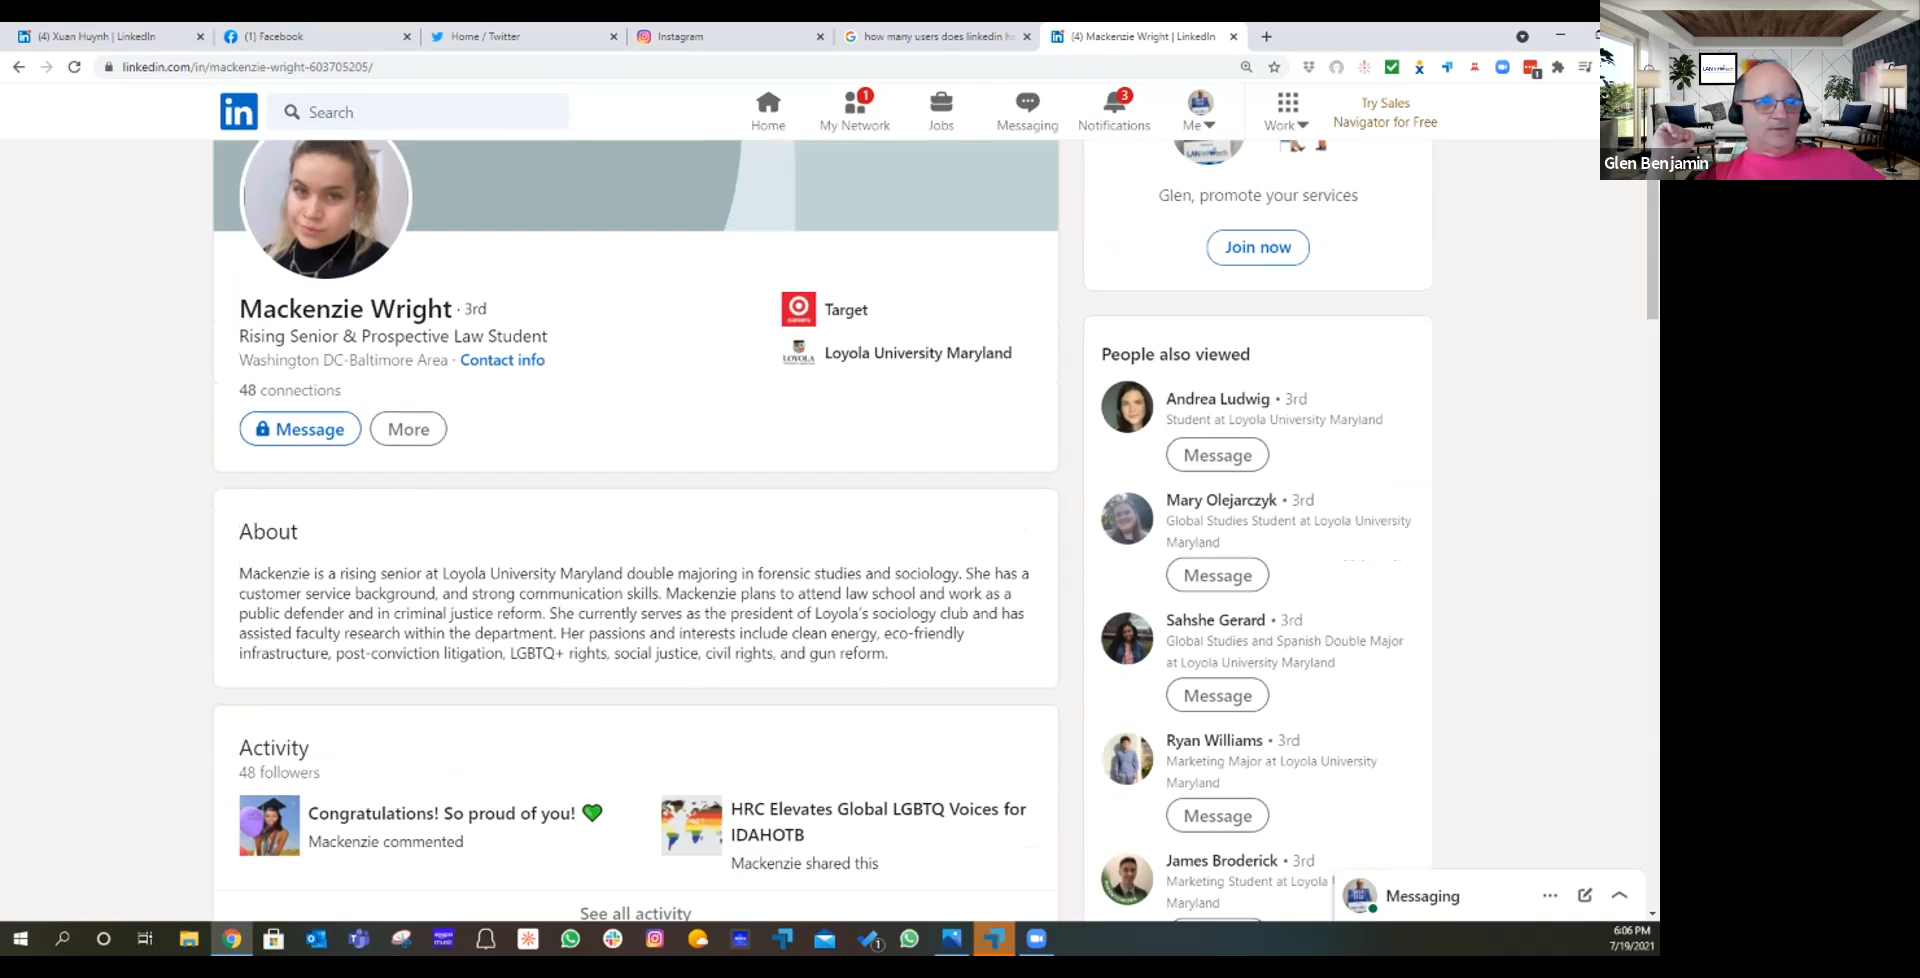 (4) Xuan Huynh | LinkedIn
(1) Facebook
Home / Twitter
Instagram
how many users does linkedin ha
(4) Mackenzie Wright | LinkedIn
linkedin.com/in/mackenzie-wright-603705205/
Search
Home
My Network
1
Jobs
Messaging
Notifications
3
Me
Work
Try Sales
Navigator for Free
Glen Benjamin
Mackenzie Wright · 3rd
Rising Senior & Prospective Law Student
Washington DC-Baltimore Area · Contact info
48 connections
Message
More
Target
LOYOLA
Loyola University Maryland
About
Mackenzie is a rising senior at Loyola University Maryland double majoring in forensic studies and sociology. She has a
customer service background, and strong communication skills. Mackenzie plans to attend law school and work as a
public defender and in criminal justice reform. She currently serves as the president of Loyola's sociology club and has
assisted faculty research within the department. Her passions and interests include clean energy, eco-friendly
infrastructure, post-conviction litigation, LGBTQ+ rights, social justice, civil rights, and gun reform.
Activity
48 followers
Congratulations! So proud of you! 💚
Mackenzie commented
HRC Elevates Global LGBTQ Voices for
IDAHOTB
Mackenzie shared this
See all activity
Glen, promote your services
Join now
People also viewed
Andrea Ludwig • 3rd
Student at Loyola University Maryland
Message
Mary Olejarczyk • 3rd
Global Studies Student at Loyola University
Maryland
Message
Sahshe Gerard • 3rd
Global Studies and Spanish Double Major
at Loyola University Maryland
Message
Ryan Williams • 3rd
Marketing Major at Loyola University
Maryland
Message
James Broderick • 3rd
Marketing Student at Loyola
Maryland
Messaging
6:06 PM
7/19/2021